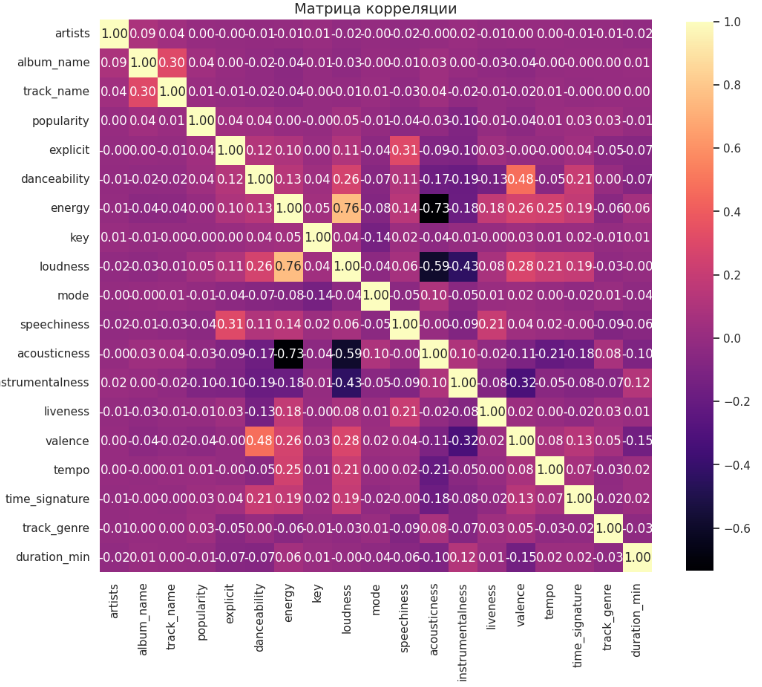 Матрица корреляции
artists 1.00 0.09 0.04 0.00 -0.00 -0.01 -0.01 0.01 -0.02 -0.00 -0.02 -0.00 0.02 -0.01 0.00 0.00 -0.01 -0.01 -0.02
album_name 0.09 1.00 0.30 0.04 -0.00 -0.02 -0.04 -0.01 -0.03 -0.00 -0.01 0.03 0.00 -0.03 -0.04 -0.00 -0.00 0.00 0.01
track_name 0.04 0.30 1.00 0.01 -0.01 -0.02 -0.04 -0.00 -0.01 0.01 -0.03 0.04 -0.02 -0.01 -0.02 0.01 -0.00 0.00 0.00
popularity 0.00 0.04 0.01 1.00 0.04 0.04 0.00 -0.00 0.05 -0.01 -0.04 -0.03 -0.10 -0.01 -0.04 0.01 0.03 0.03 -0.01
explicit -0.00 -0.00 -0.01 0.04 1.00 0.12 0.10 0.00 0.11 -0.04 0.31 -0.09 -0.10 0.03 -0.00 -0.00 0.04 -0.05 -0.07
danceability -0.01 -0.02 -0.02 0.04 0.12 1.00 0.13 0.04 0.26 -0.07 0.11 -0.17 -0.19 -0.13 0.48 -0.05 0.21 0.00 -0.07
energy -0.01 -0.04 -0.04 0.00 0.10 0.13 1.00 0.05 0.76 -0.08 0.14 -0.73 -0.18 0.18 0.26 0.25 0.19 -0.06 0.06
key 0.01 -0.01 -0.00 -0.00 0.00 0.04 0.05 1.00 0.04 -0.14 0.02 -0.04 -0.01 -0.00 0.03 0.01 0.02 -0.01 0.01
loudness -0.02 -0.03 -0.01 0.05 0.11 0.26 0.76 0.04 1.00 -0.04 0.06 -0.59 -0.43 0.08 0.28 0.21 0.19 -0.03 -0.00
mode -0.00 -0.00 0.01 -0.01 -0.04 -0.07 -0.08 -0.14 -0.04 1.00 -0.05 0.10 -0.05 0.01 0.02 0.00 -0.02 0.01 -0.04
speechiness -0.02 -0.01 -0.03 -0.04 0.31 0.11 0.14 0.02 0.06 -0.05 1.00 -0.00 -0.09 0.21 0.04 0.02 -0.00 -0.09 -0.06
acousticness -0.00 0.03 0.04 -0.03 -0.09 -0.17 -0.73 -0.04 -0.59 0.10 -0.00 1.00 0.10 -0.02 -0.11 -0.21 -0.18 0.08 -0.10
nstrumentalness 0.02 0.00 -0.02 -0.10 -0.10 -0.19 -0.18 -0.01 -0.43 -0.05 -0.09 0.10 1.00 -0.08 -0.32 -0.05 -0.08 -0.07 0.12
liveness -0.01 -0.03 -0.01 -0.01 0.03 -0.13 0.18 -0.00 0.08 0.01 0.21 -0.02 -0.08 1.00 0.02 0.00 -0.02 0.03 0.01
valence 0.00 -0.04 -0.02 -0.04 -0.00 0.48 0.26 0.03 0.28 0.02 0.04 -0.11 -0.32 0.02 1.00 0.08 0.13 0.05 -0.15
tempo 0.00 -0.00 0.01 0.01 -0.00 -0.05 0.25 0.01 0.21 0.00 0.02 -0.21 -0.05 0.00 0.08 1.00 0.07 -0.03 0.02
time_signature -0.01 -0.00 -0.00 0.03 0.04 0.21 0.19 0.02 0.19 -0.02 -0.00 -0.18 -0.08 -0.02 0.13 0.07 1.00 -0.02 0.02
track_genre -0.01 0.00 0.00 0.03 -0.05 0.00 -0.06 -0.01 -0.03 0.01 -0.09 0.08 -0.07 0.03 0.05 -0.03 -0.02 1.00 -0.03
duration_min -0.02 0.01 0.00 -0.01 -0.07 -0.07 0.06 0.01 -0.00 -0.04 -0.06 -0.10 0.12 0.01 -0.15 0.02 0.02 -0.03 1.00
artists
album_name
track_name
popularity
explicit
danceability
energy
key
loudness
mode
speechiness
acousticness
instrumentalness
liveness
valence
tempo
time_signature
track_genre
duration_min
1.0
0.8
0.6
0.4
0.2
0.0
−0.2
−0.4
−0.6